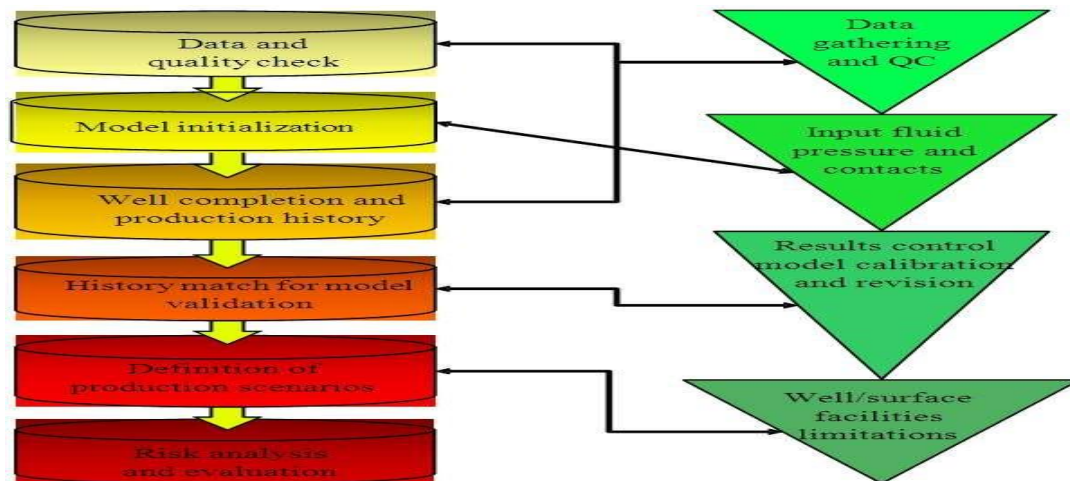 Data and
quality check
Model initialization
Well completion and
production history
History match for model
validation
Definition of
production scenarios
Risk analysis
and evaluation
Data
gathering
and QC
Input fluid
pressure and
contacts
Results control
model calibration
and revision
Well/surface
facilities
limitations